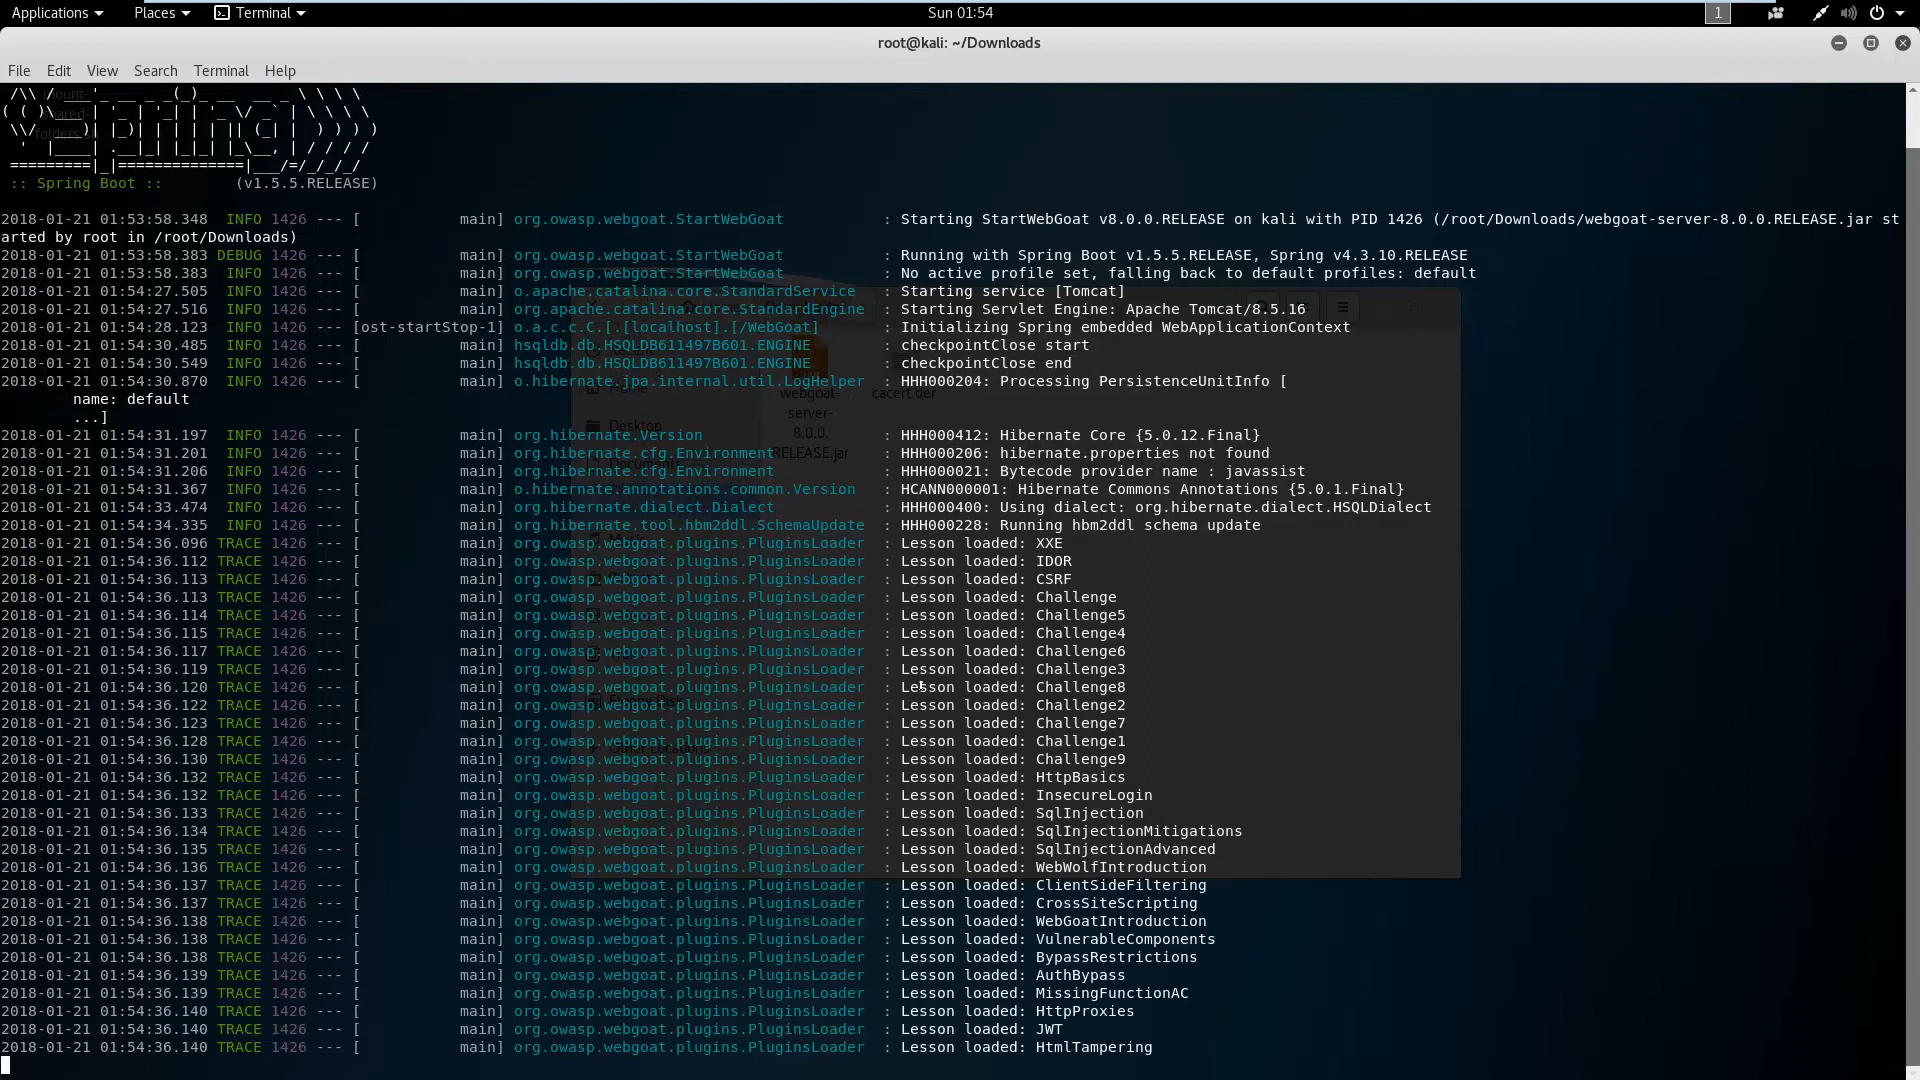 Applications Places Terminal Sun 01:54 1
root@kali: ~/Downloads
File Edit View Search Terminal Help
:: Spring Boot ::        (v1.5.5.RELEASE)
2018-01-21 01:53:58.348  INFO 1426 --- [           main] org.owasp.webgoat.StartWebGoat           : Starting StartWebGoat v8.0.0.RELEASE on kali with PID 1426 (/root/Downloads/webgoat-server-8.0.0.RELEASE.jar st
arted by root in /root/Downloads)
2018-01-21 01:53:58.383 DEBUG 1426 --- [           main] org.owasp.webgoat.StartWebGoat           : Running with Spring Boot v1.5.5.RELEASE, Spring v4.3.10.RELEASE
2018-01-21 01:53:58.383  INFO 1426 --- [           main] org.owasp.webgoat.StartWebGoat           : No active profile set, falling back to default profiles: default
2018-01-21 01:54:27.505  INFO 1426 --- [           main] o.apache.catalina.core.StandardService   : Starting service [Tomcat]
2018-01-21 01:54:27.516  INFO 1426 --- [           main] org.apache.catalina.core.StandardEngine  : Starting Servlet Engine: Apache Tomcat/8.5.16
2018-01-21 01:54:28.123  INFO 1426 --- [ost-startStop-1] o.a.c.c.C.[.[localhost].[/WebGoat]       : Initializing Spring embedded WebApplicationContext
2018-01-21 01:54:30.485  INFO 1426 --- [           main] hsqldb.db.HSQLDB611497B601.ENGINE        : checkpointClose start
2018-01-21 01:54:30.549  INFO 1426 --- [           main] hsqldb.db.HSQLDB611497B601.ENGINE        : checkpointClose end
2018-01-21 01:54:30.870  INFO 1426 --- [           main] o.hibernate.jpa.internal.util.LogHelper  : HHH000204: Processing PersistenceUnitInfo [
name: default
...]
2018-01-21 01:54:31.197  INFO 1426 --- [           main] org.hibernate.Version                    : HHH000412: Hibernate Core {5.0.12.Final}
2018-01-21 01:54:31.201  INFO 1426 --- [           main] org.hibernate.cfg.Environment            : HHH000206: hibernate.properties not found
2018-01-21 01:54:31.206  INFO 1426 --- [           main] org.hibernate.cfg.Environment            : HHH000021: Bytecode provider name : javassist
2018-01-21 01:54:31.367  INFO 1426 --- [           main] o.hibernate.annotations.common.Version   : HCANN000001: Hibernate Commons Annotations {5.0.1.Final}
2018-01-21 01:54:33.474  INFO 1426 --- [           main] org.hibernate.dialect.Dialect            : HHH000400: Using dialect: org.hibernate.dialect.HSQLDialect
2018-01-21 01:54:34.335  INFO 1426 --- [           main] org.hibernate.tool.hbm2ddl.SchemaUpdate  : HHH000228: Running hbm2ddl schema update
2018-01-21 01:54:36.096 TRACE 1426 --- [           main] org.owasp.webgoat.plugins.PluginsLoader  : Lesson loaded: XXE
2018-01-21 01:54:36.112 TRACE 1426 --- [           main] org.owasp.webgoat.plugins.PluginsLoader  : Lesson loaded: IDOR
2018-01-21 01:54:36.113 TRACE 1426 --- [           main] org.owasp.webgoat.plugins.PluginsLoader  : Lesson loaded: CSRF
2018-01-21 01:54:36.113 TRACE 1426 --- [           main] org.owasp.webgoat.plugins.PluginsLoader  : Lesson loaded: Challenge
2018-01-21 01:54:36.114 TRACE 1426 --- [           main] org.owasp.webgoat.plugins.PluginsLoader  : Lesson loaded: Challenge5
2018-01-21 01:54:36.115 TRACE 1426 --- [           main] org.owasp.webgoat.plugins.PluginsLoader  : Lesson loaded: Challenge4
2018-01-21 01:54:36.117 TRACE 1426 --- [           main] org.owasp.webgoat.plugins.PluginsLoader  : Lesson loaded: Challenge6
2018-01-21 01:54:36.119 TRACE 1426 --- [           main] org.owasp.webgoat.plugins.PluginsLoader  : Lesson loaded: Challenge3
2018-01-21 01:54:36.120 TRACE 1426 --- [           main] org.owasp.webgoat.plugins.PluginsLoader  : Lesson loaded: Challenge8
2018-01-21 01:54:36.122 TRACE 1426 --- [           main] org.owasp.webgoat.plugins.PluginsLoader  : Lesson loaded: Challenge2
2018-01-21 01:54:36.123 TRACE 1426 --- [           main] org.owasp.webgoat.plugins.PluginsLoader  : Lesson loaded: Challenge7
2018-01-21 01:54:36.128 TRACE 1426 --- [           main] org.owasp.webgoat.plugins.PluginsLoader  : Lesson loaded: Challenge1
2018-01-21 01:54:36.130 TRACE 1426 --- [           main] org.owasp.webgoat.plugins.PluginsLoader  : Lesson loaded: Challenge9
2018-01-21 01:54:36.132 TRACE 1426 --- [           main] org.owasp.webgoat.plugins.PluginsLoader  : Lesson loaded: HttpBasics
2018-01-21 01:54:36.132 TRACE 1426 --- [           main] org.owasp.webgoat.plugins.PluginsLoader  : Lesson loaded: InsecureLogin
2018-01-21 01:54:36.133 TRACE 1426 --- [           main] org.owasp.webgoat.plugins.PluginsLoader  : Lesson loaded: SqlInjection
2018-01-21 01:54:36.134 TRACE 1426 --- [           main] org.owasp.webgoat.plugins.PluginsLoader  : Lesson loaded: SqlInjectionMitigations
2018-01-21 01:54:36.135 TRACE 1426 --- [           main] org.owasp.webgoat.plugins.PluginsLoader  : Lesson loaded: SqlInjectionAdvanced
2018-01-21 01:54:36.136 TRACE 1426 --- [           main] org.owasp.webgoat.plugins.PluginsLoader  : Lesson loaded: WebWolfIntroduction
2018-01-21 01:54:36.137 TRACE 1426 --- [           main] org.owasp.webgoat.plugins.PluginsLoader  : Lesson loaded: ClientSideFiltering
2018-01-21 01:54:36.137 TRACE 1426 --- [           main] org.owasp.webgoat.plugins.PluginsLoader  : Lesson loaded: CrossSiteScripting
2018-01-21 01:54:36.138 TRACE 1426 --- [           main] org.owasp.webgoat.plugins.PluginsLoader  : Lesson loaded: WebGoatIntroduction
2018-01-21 01:54:36.138 TRACE 1426 --- [           main] org.owasp.webgoat.plugins.PluginsLoader  : Lesson loaded: VulnerableComponents
2018-01-21 01:54:36.138 TRACE 1426 --- [           main] org.owasp.webgoat.plugins.PluginsLoader  : Lesson loaded: BypassRestrictions
2018-01-21 01:54:36.139 TRACE 1426 --- [           main] org.owasp.webgoat.plugins.PluginsLoader  : Lesson loaded: AuthBypass
2018-01-21 01:54:36.139 TRACE 1426 --- [           main] org.owasp.webgoat.plugins.PluginsLoader  : Lesson loaded: MissingFunctionAC
2018-01-21 01:54:36.140 TRACE 1426 --- [           main] org.owasp.webgoat.plugins.PluginsLoader  : Lesson loaded: HttpProxies
2018-01-21 01:54:36.140 TRACE 1426 --- [           main] org.owasp.webgoat.plugins.PluginsLoader  : Lesson loaded: JWT
2018-01-21 01:54:36.140 TRACE 1426 --- [           main] org.owasp.webgoat.plugins.PluginsLoader  : Lesson loaded: HtmlTampering